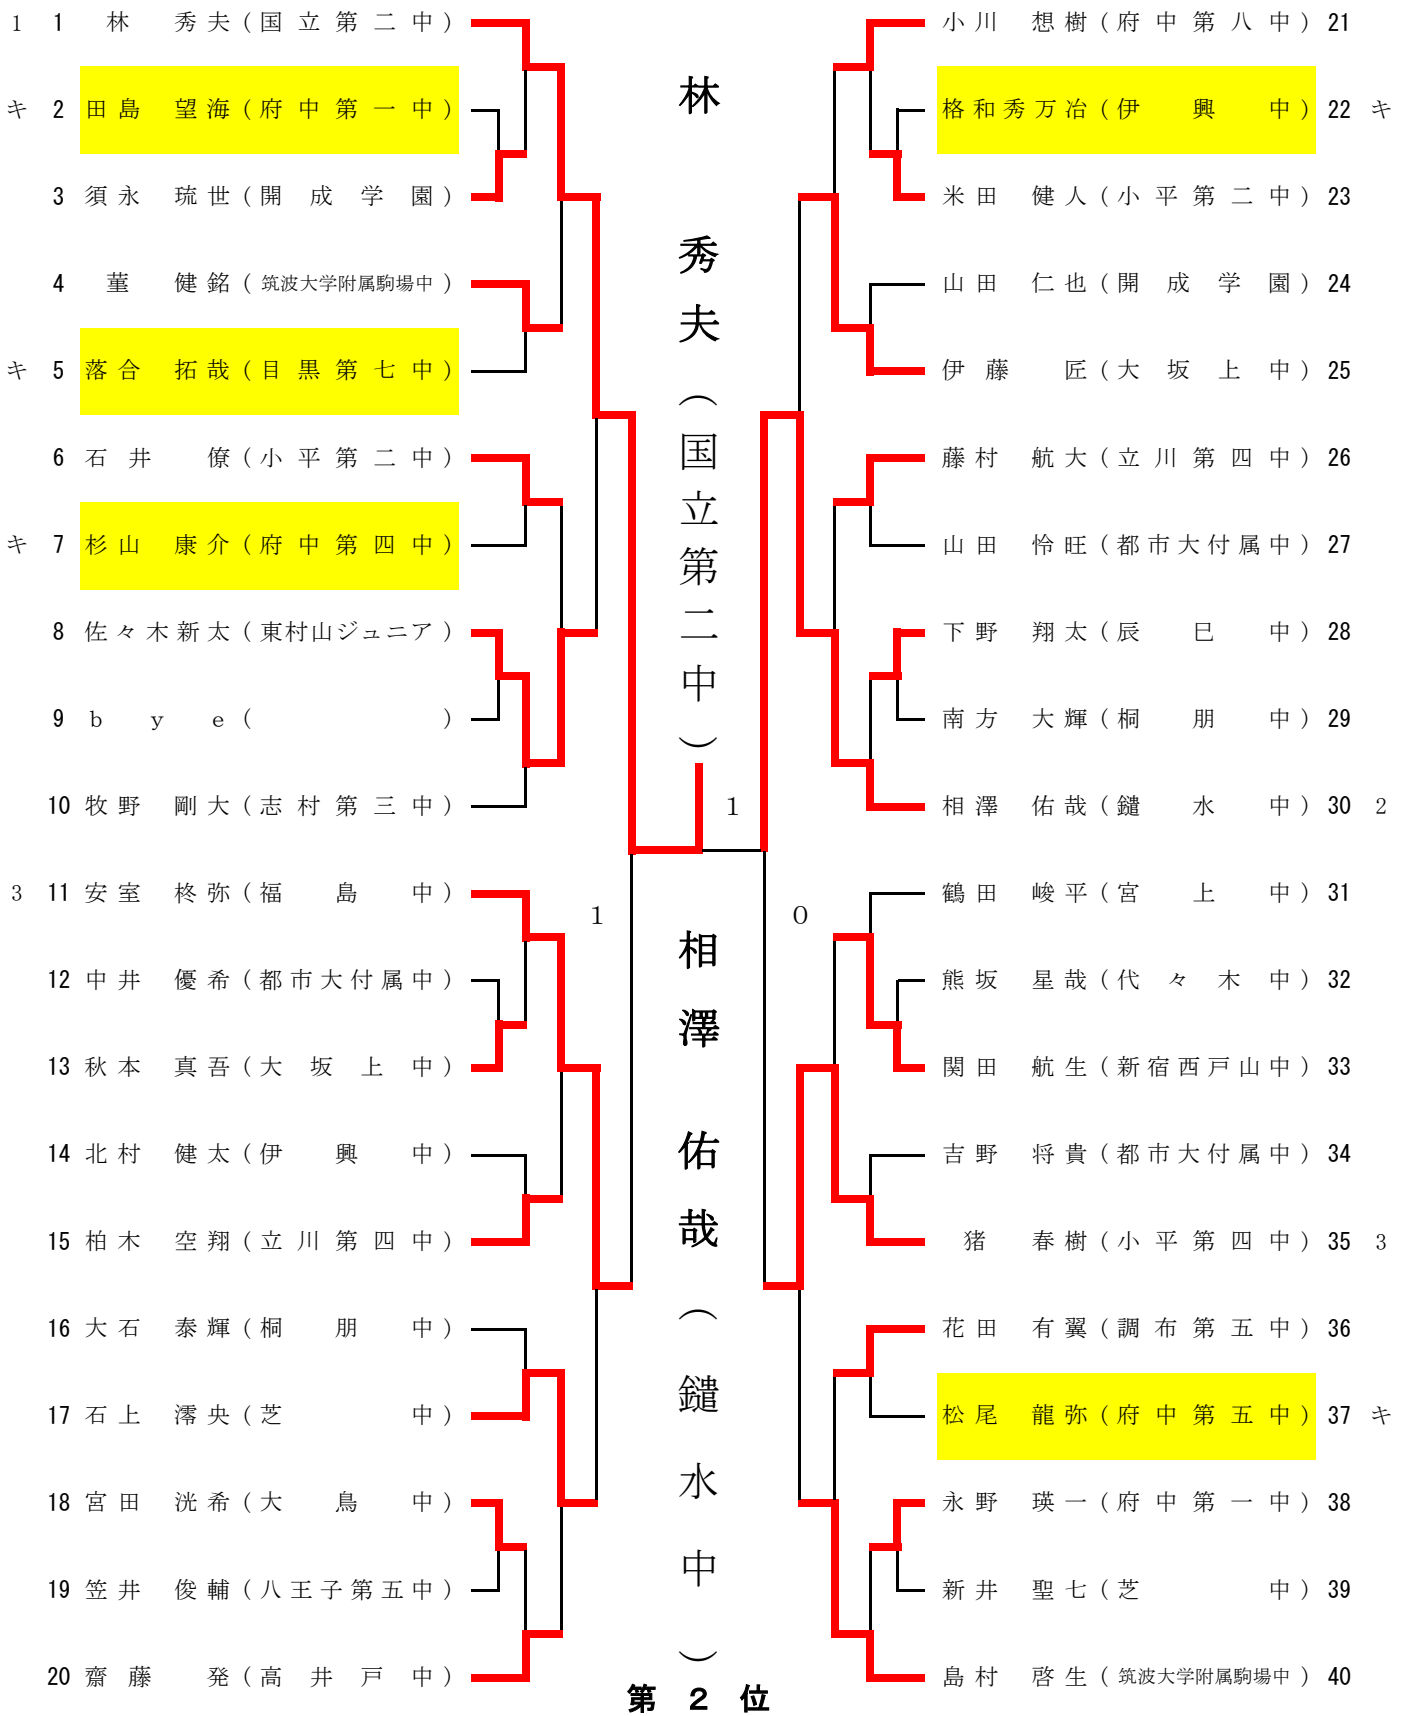 1 1 林 秀夫(国立第二中)
キ 2 田島 望海(府中第一中)
3 須永 琉世(開成学園)
4 董 健銘(筑波大学附属駒場中)
キ 5 落合 拓哉(目黒第七中)
6 石井 僚(小平第二中)
キ 7 杉山 康介(府中第四中)
8 佐々木新太(東村山ジュニア)
9 ｂｙｅ( )
10 牧野 剛大(志村第三中)
3 11 安室 柊弥(福島中)
12 中井 優希(都市大付属中)
13 秋本 真吾(大坂上中)
14 北村 健太(伊興中)
15 柏木 空翔(立川第四中)
16 大石 泰輝(桐朋中)
17 石上 澪央(芝中)
18 宮田 洸希(大鳥中)
19 笠井 俊輔(八王子第五中)
20 齋藤 発(高井戸中)
林 秀夫(国立第二中)
1
1
0
相澤 佑哉(鑓水中)
第2位
小川 想樹(府中第八中) 21
格和秀万冶(伊興中) 22 キ
米田 健人(小平第二中) 23
山田 仁也(開成学園) 24
伊藤 匠(大坂上中) 25
藤村 航大(立川第四中) 26
山田 怜旺(都市大付属中) 27
下野 翔太(辰巳中) 28
南方 大輝(桐朋中) 29
相澤 佑哉(鑓水中) 30 2
鶴田 峻平(宮上中) 31
熊坂 星哉(代々木中) 32
関田 航生(新宿西戸山中) 33
吉野 将貴(都市大付属中) 34
猪 春樹(小平第四中) 35 3
花田 有翼(調布第五中) 36
松尾 龍弥(府中第五中) 37 キ
永野 瑛一(府中第一中) 38
新井 聖七(芝中) 39
島村 啓生(筑波大学附属駒場中) 40